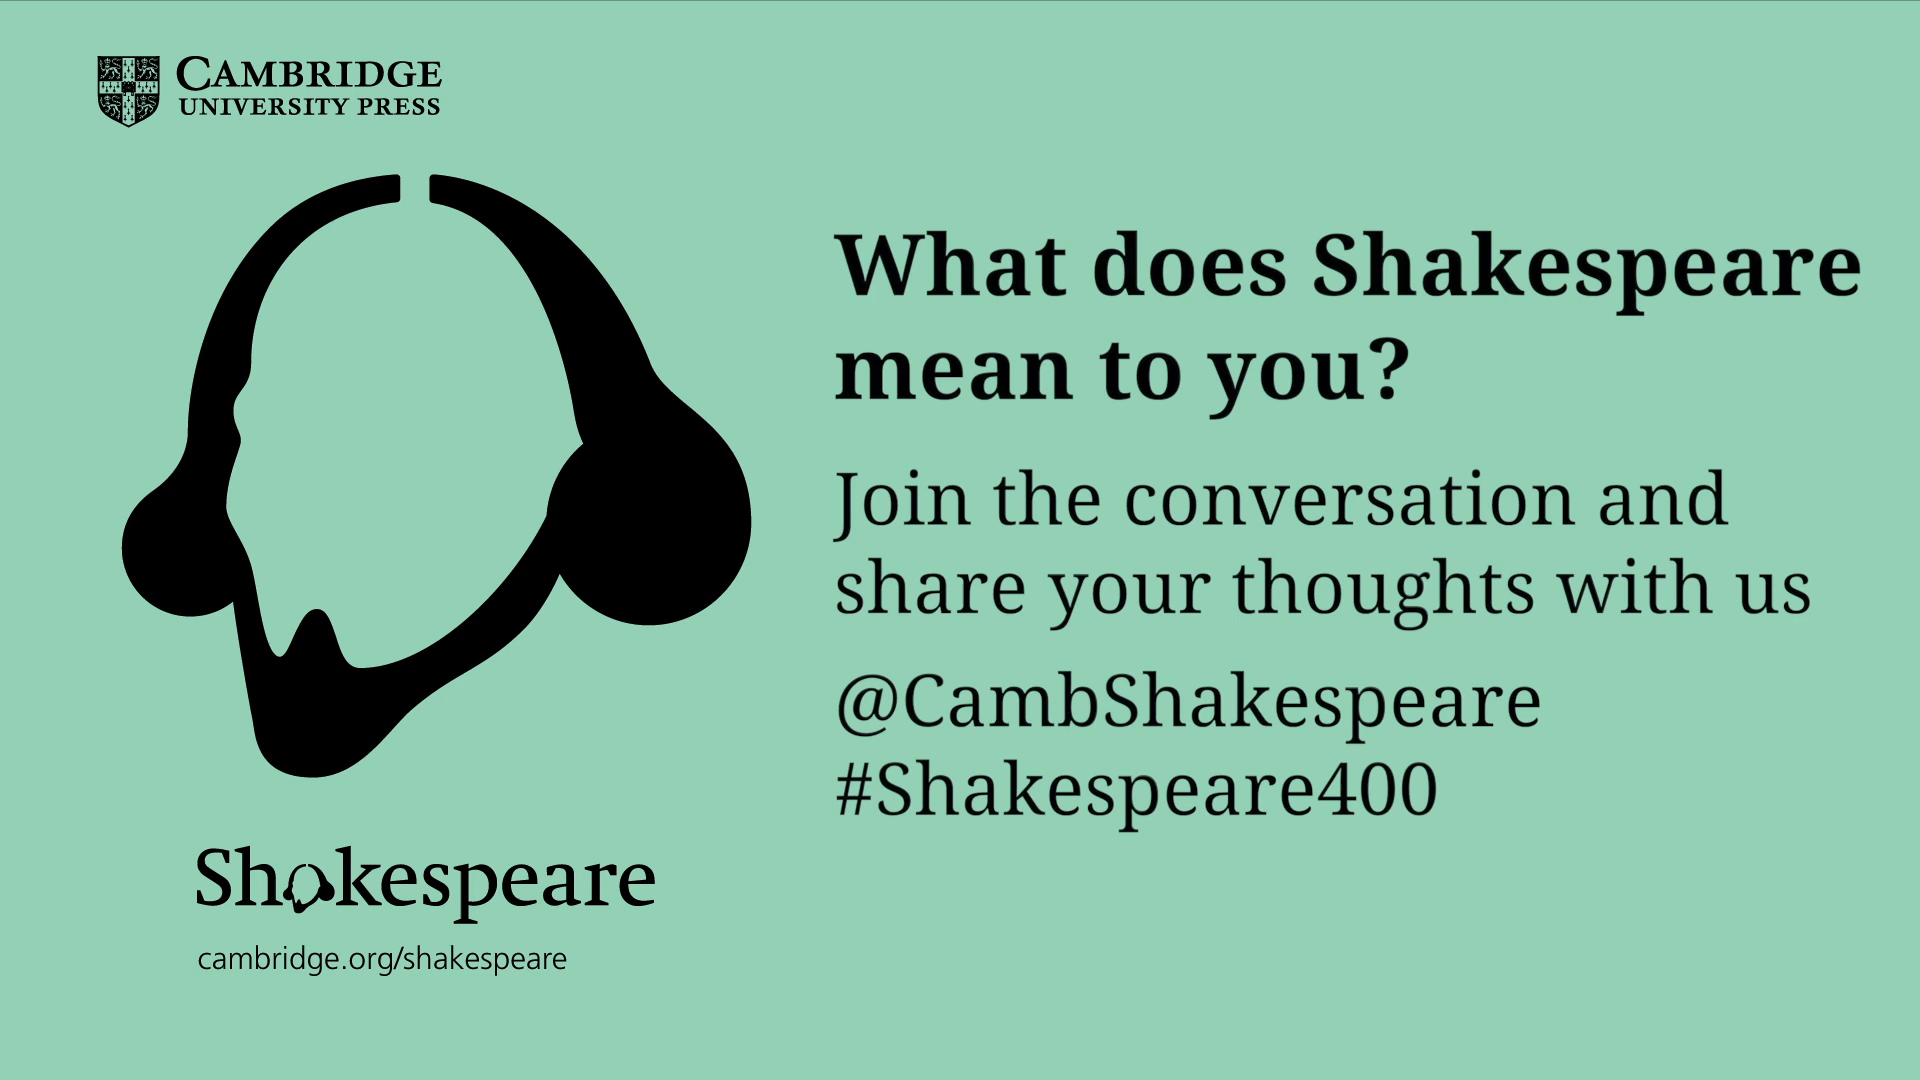 CAMBRIDGE
UNIVERSITY PRESS
What does Shakespeare
mean to you?
Join the conversation and
share your thoughts with us
@CambShakespeare
#Shakespeare400
Shakespeare
cambridge.org/shakespeare